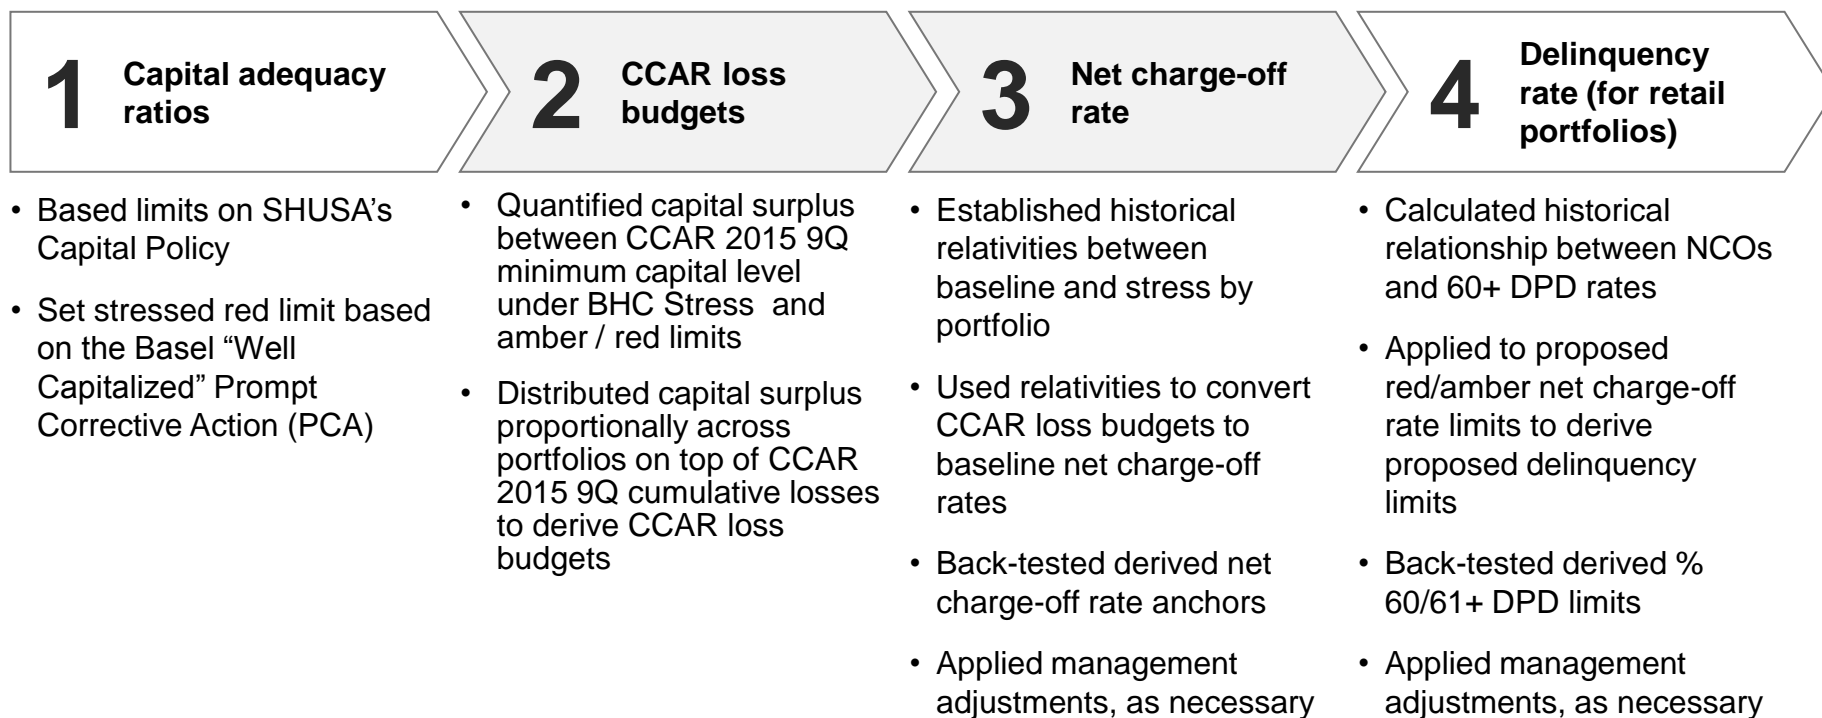 1
Capital adequacy
ratios
2
CCAR loss
budgets
3
Net charge-off
rate
4
Delinquency
rate (for retail
portfolios)
• Based limits on SHUSA’s
Capital Policy
• Set stressed red limit based
on the Basel “Well
Capitalized” Prompt
Corrective Action (PCA)
• Quantified capital surplus
between CCAR 2015 9Q
minimum capital level
under BHC Stress and
amber / red limits
• Distributed capital surplus
proportionally across
portfolios on top of CCAR
2015 9Q cumulative losses
to derive CCAR loss
budgets
• Established historical
relativities between
baseline and stress by
portfolio
• Used relativities to convert
CCAR loss budgets to
baseline net charge-off
rates
• Back-tested derived net
charge-off rate anchors
• Applied management
adjustments, as necessary
• Calculated historical
relationship between NCOs
and 60+ DPD rates
• Applied to proposed
red/amber net charge-off
rate limits to derive
proposed delinquency
limits
• Back-tested derived %
60/61+ DPD limits
• Applied management
adjustments, as necessary